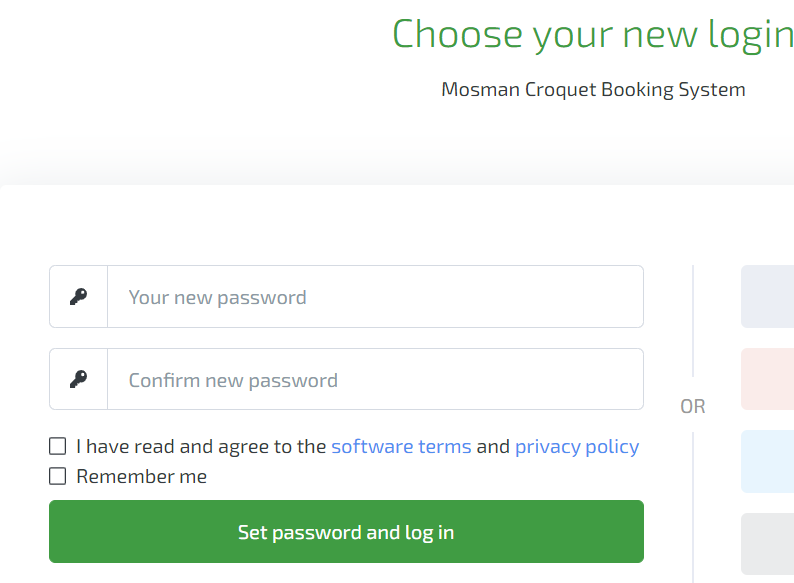 Choose your new login
Mosman Croquet Booking System
Your new password
Confirm new password
OR
I have read and agree to the software terms and privacy policy
Remember me
Set password and log in